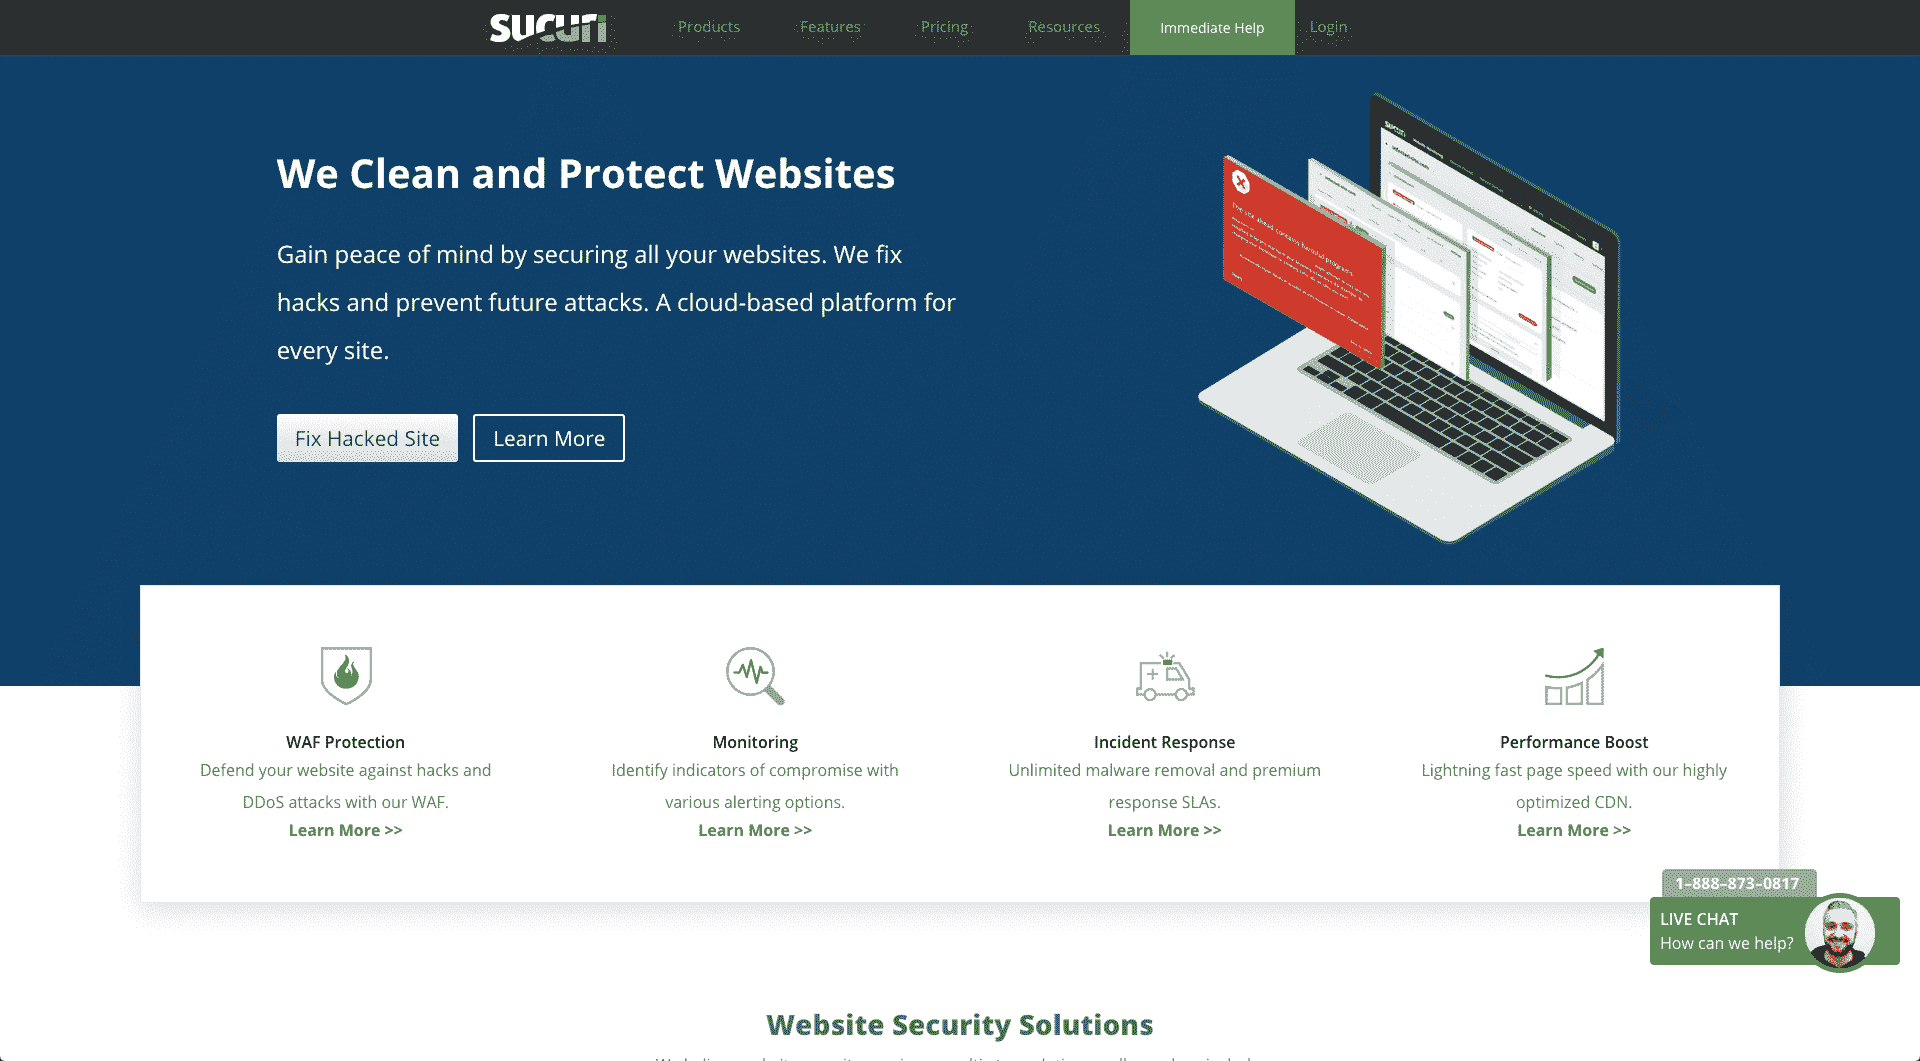 sucuri
Products
Features
Pricing
Resources
Immediate Help
Login
We Clean and Protect Websites
Gain peace of mind by securing all your websites. We fix
hacks and prevent future attacks. A cloud-based platform for
every site.
Fix Hacked Site
Learn More
sucuri
WAF Protection
Defend your website against hacks and
DDoS attacks with our WAF.
Learn More >>
Monitoring
Identify indicators of compromise with
various alerting options.
Learn More >>
Incident Response
Unlimited malware removal and premium
response SLAs.
Learn More >>
Performance Boost
Lightning fast page speed with our highly
optimized CDN.
Learn More >>
1-888-873-0817
LIVE CHAT
How can we help?
Website Security Solutions